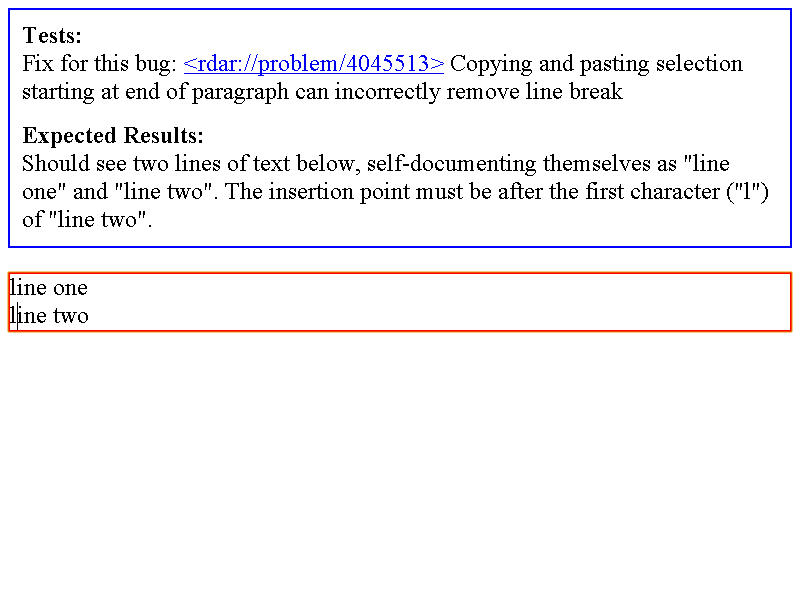 Tests:
Fix for this bug: <rdar://problem/4045513> Copying and pasting selection
starting at end of paragraph can incorrectly remove line break
Expected Results:
Should see two lines of text below, self-documenting themselves as "line
one" and "line two". The insertion point must be after the first character ("l")
of "line two".
line one
line two